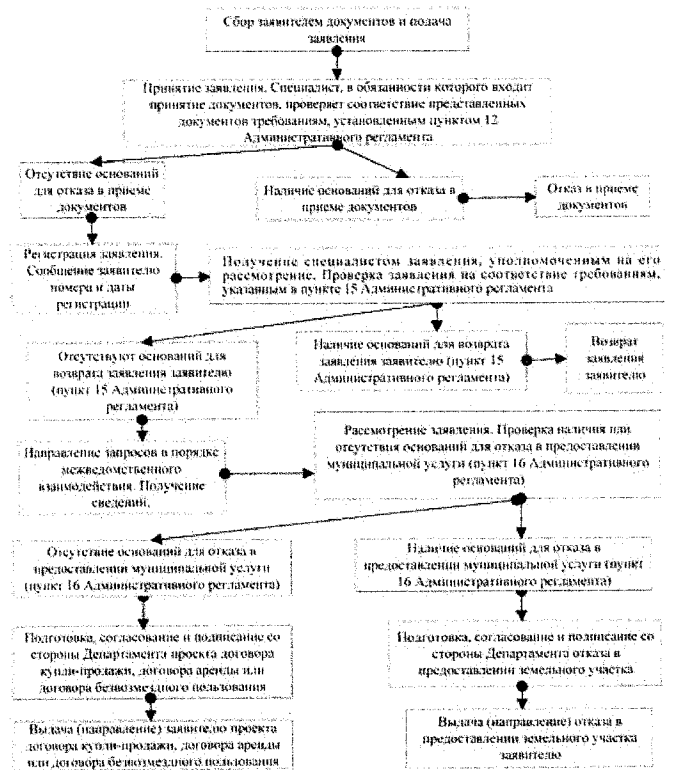 Сбор заявителем документов и подача
заявления
Принятие заявления. Специалист, в обязанности которого входит
принятие документов, проверяет соответствие представленных
документов требованиям, установленным пунктом 12
Административного регламента
Отсутствие оснований
для отказа в приеме
документов
Наличие оснований для отказа в
приеме документов
Отказ в приеме
документов
Регистрация заявления.
Сообщение заявителю
номера и даты
регистрации
Получение специалистом заявления, уполномоченным на его
рассмотрение. Проверка заявления на соответствие требованиям,
указанным в пункте 15 Административного регламента
Отсутствуют оснований для
возврата заявления заявителю
(пункт 15 Административного
регламента)
Наличие оснований для возврата
заявления заявителю (пункт 15
Административного регламента)
Возврат
заявления
заявителю
Направление запросов в порядке
межведомственного
взаимодействия. Получение
сведений.
Рассмотрение заявления. Проверка наличия или
отсутствия оснований для отказа в предоставлении
муниципальной услуги (пункт 16 Административного
регламента)
Отсутствие оснований для отказа в
предоставлении муниципальной услуги
(пункт 16 Административного регламента)
Наличие оснований для отказа в
предоставлении муниципальной услуги (пункт
16 Административного регламента)
Подготовка, согласование и подписание со
стороны Департамента проекта договора
купли-продажи, договора аренды или
договора безвозмездного пользования
Подготовка, согласование и подписание со
стороны Департамента отказа в
предоставлении земельного участка
Выдача (направление) заявителю проекта
договора купли-продажи, договора аренды
или договора безвозмездного пользования
Выдача (направление) отказа в
предоставлении земельного участка
заявителю